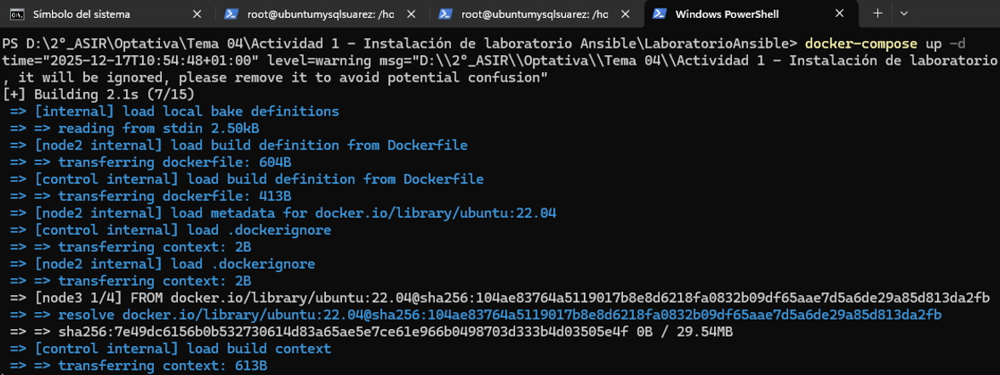 Símbolo del sistema
root@ubuntumysqlsuarez: /ho
root@ubuntumysqlsuarez: /ho
Windows PowerShell
PS D:\2º_ASIR\Optativa\Tema 04\Actividad 1 - Instalación de laboratorio Ansible\LaboratorioAnsible> docker-compose up -d
time="2025-12-17T10:54:48+01:00" level=warning msg="D:\\2º_ASIR\\Optativa\\Tema 04\\Actividad 1 - Instalación de laboratorio
, it will be ignored, please remove it to avoid potential confusion"
[+] Building 2.1s (7/15)
=> [internal] load local bake definitions
=> => reading from stdin 2.50kB
=> [node2 internal] load build definition from Dockerfile
=> => transferring dockerfile: 604B
=> [control internal] load build definition from Dockerfile
=> => transferring dockerfile: 413B
=> [node2 internal] load metadata for docker.io/library/ubuntu:22.04
=> [control internal] load .dockerignore
=> => transferring context: 2B
=> [node2 internal] load .dockerignore
=> => transferring context: 2B
=> [node3 1/4] FROM docker.io/library/ubuntu:22.04@sha256:104ae83764a5119017b8e8d6218fa0832b09df65aae7d5a6de29a85d813da2fb
=> => resolve docker.io/library/ubuntu:22.04@sha256:104ae83764a5119017b8e8d6218fa0832b09df65aae7d5a6de29a85d813da2fb
=> => sha256:7e49dc6156b0b532730614d83a65ae5e7ce61e966b0498703d333b4d03505e4f 0B / 29.54MB
=> [control internal] load build context
=> => transferring context: 613B